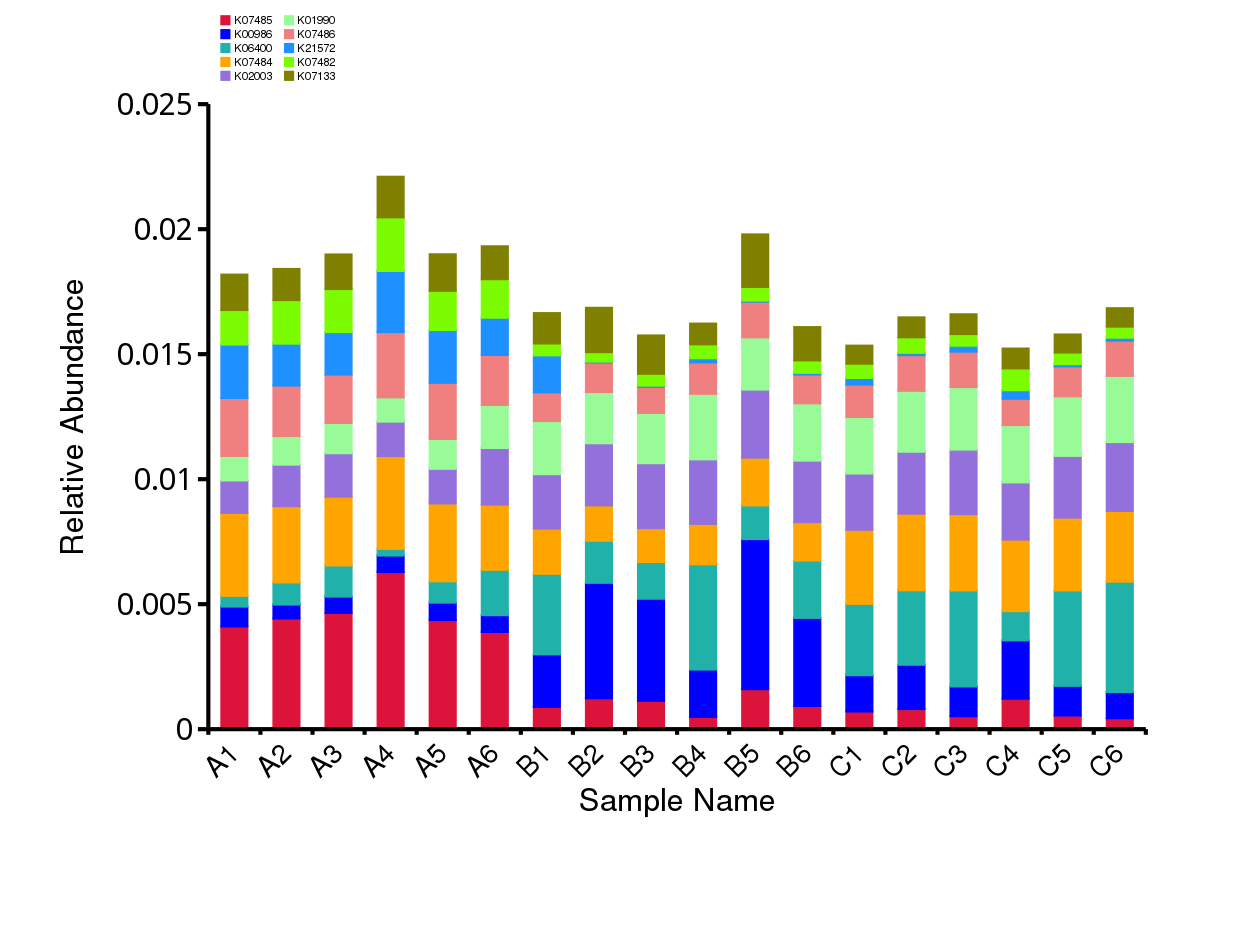 K07485 K01990
K00986 K07486
K06400 K21572
K07484 K07482
K02003 K07133
0.025
0.02
0.015
0.01
0.005
0
Relative Abundance
A1 A2 A3 A4 A5 A6 B1 B2 B3 B4 B5 B6 C1 C2 C3 C4 C5 C6
Sample Name